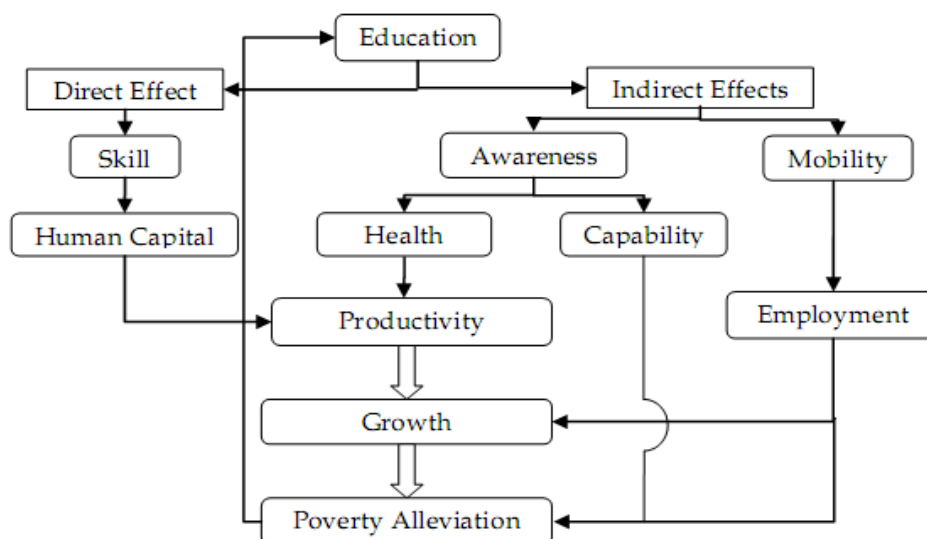 Education
Direct Effect
Indirect Effects
Skill
Awareness
Mobility
Human Capital
Health
Capability
Productivity
Employment
Growth
Poverty Alleviation